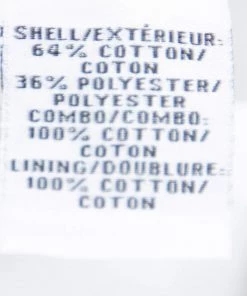 SHELL/EXTÉRIEUR:
64% COTTON/
COTON
36% POLYESTER/
POLYESTER
COMBO/COMBO:
100% COTTON/
COTON
LINING/DOUBLURE:
100% COTTON/
COTON